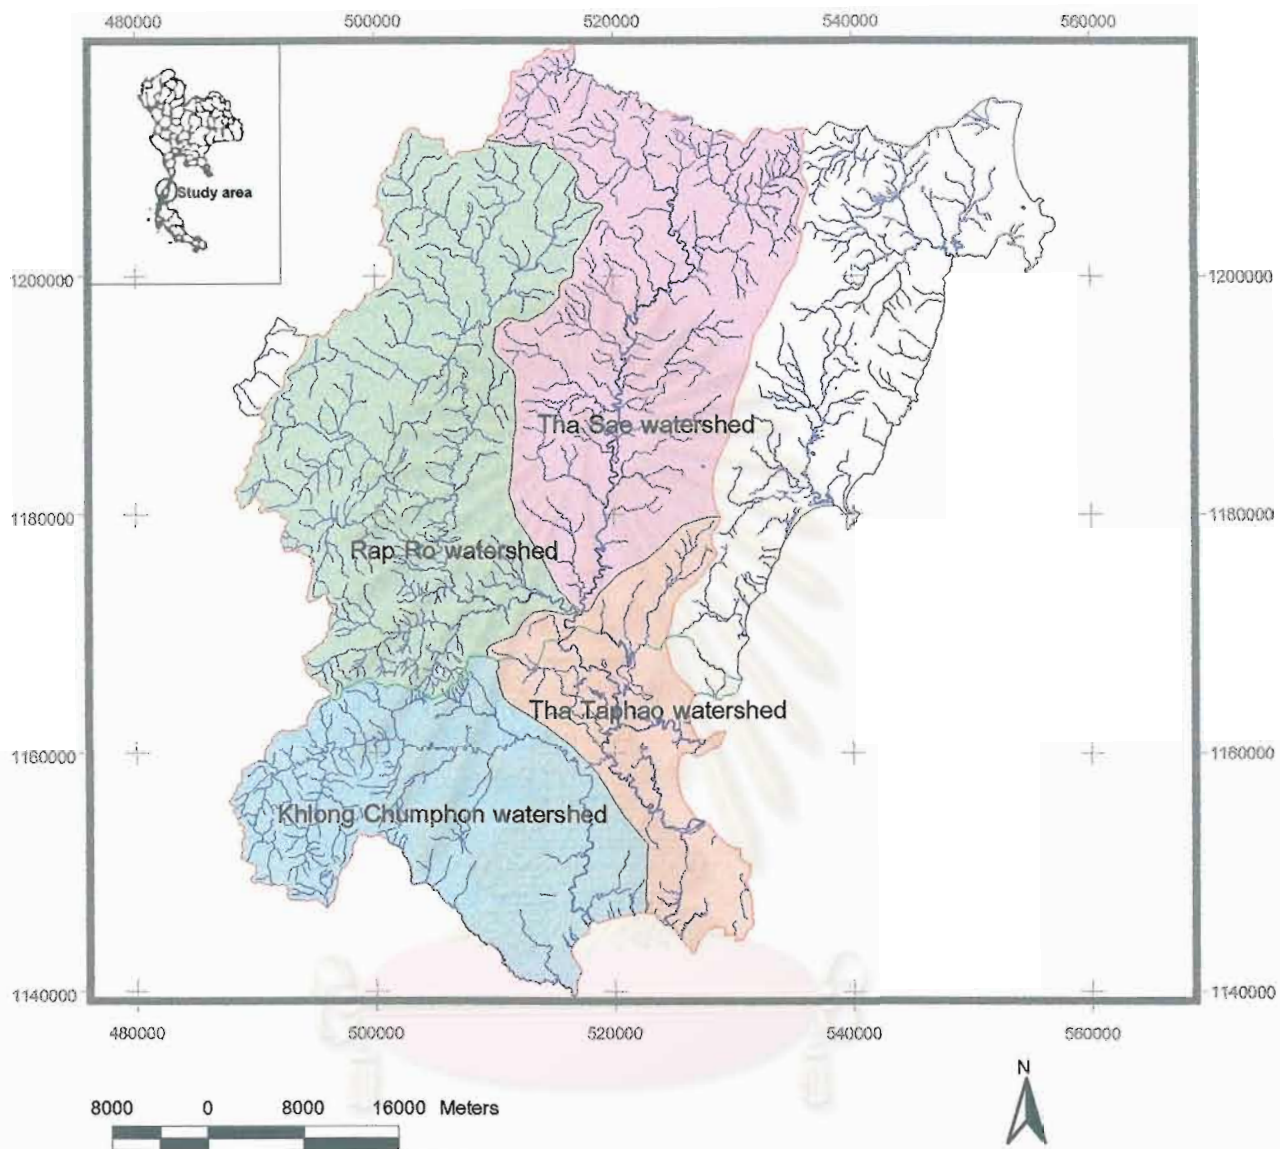 480000 500000 520000 540000 560000
Study area
1200000 1200000
Tha Sae watershed
1180000 1180000
Rap Ro watershed
Tha Taphao watershed
1160000 1160000
Khlong Chumphon watershed
1140000 1140000
480000 500000 520000 540000 560000
N
8000 0 8000 16000 Meters